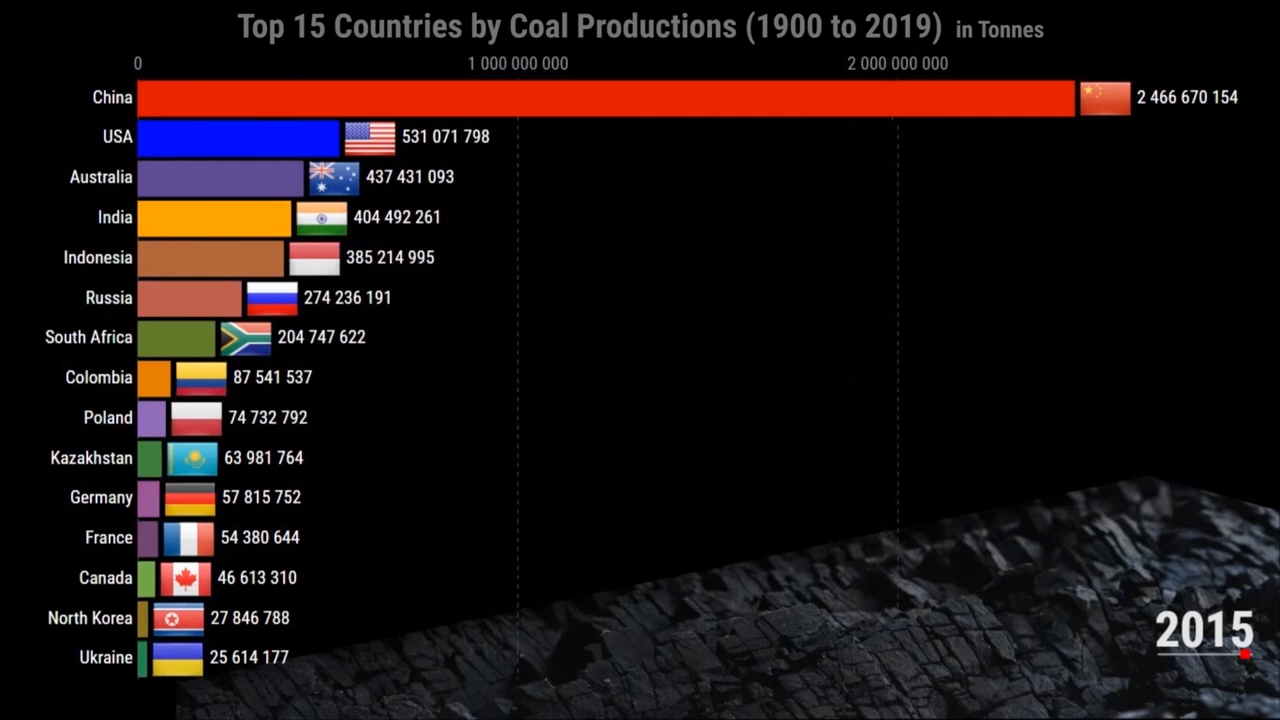 Top 15 Countries by Coal Productions (1900 to 2019) in Tonnes
0 1 000 000 000 2 000 000 000
China 2 466 670 154
USA 531 071 798
Australia 437 431 093
India 404 492 261
Indonesia 385 214 995
Russia 274 236 191
South Africa 204 747 622
Colombia 87 541 537
Poland 74 732 792
Kazakhstan 63 981 764
Germany 57 815 752
France 54 380 644
Canada 46 613 310
North Korea 27 846 788
Ukraine 25 614 177
2015